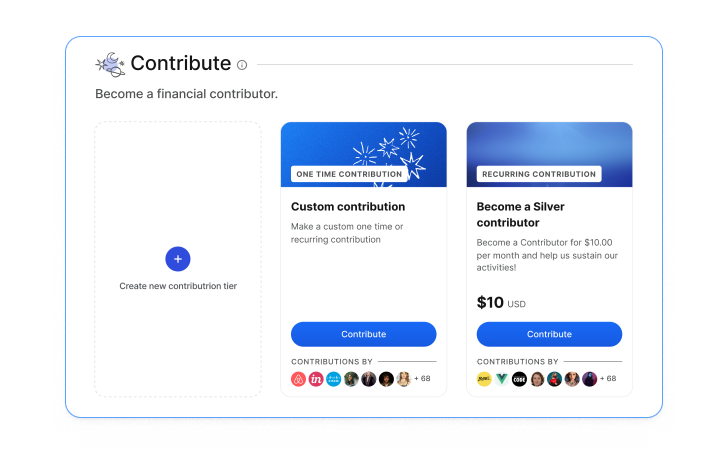 Contribute
Become a financial contributor.
Create new contributrion tier
ONE TIME CONTRIBUTION
Custom contribution
Make a custom one time or
recurring contribution
Contribute
CONTRIBUTIONS BY
in
+ 68
RECURRING CONTRIBUTION
Become a Silver
contributor
Become a Contributor for $10.00
per month and help us sustain our
activities!
$10 USD
Contribute
CONTRIBUTIONS BY
CODE
+ 68